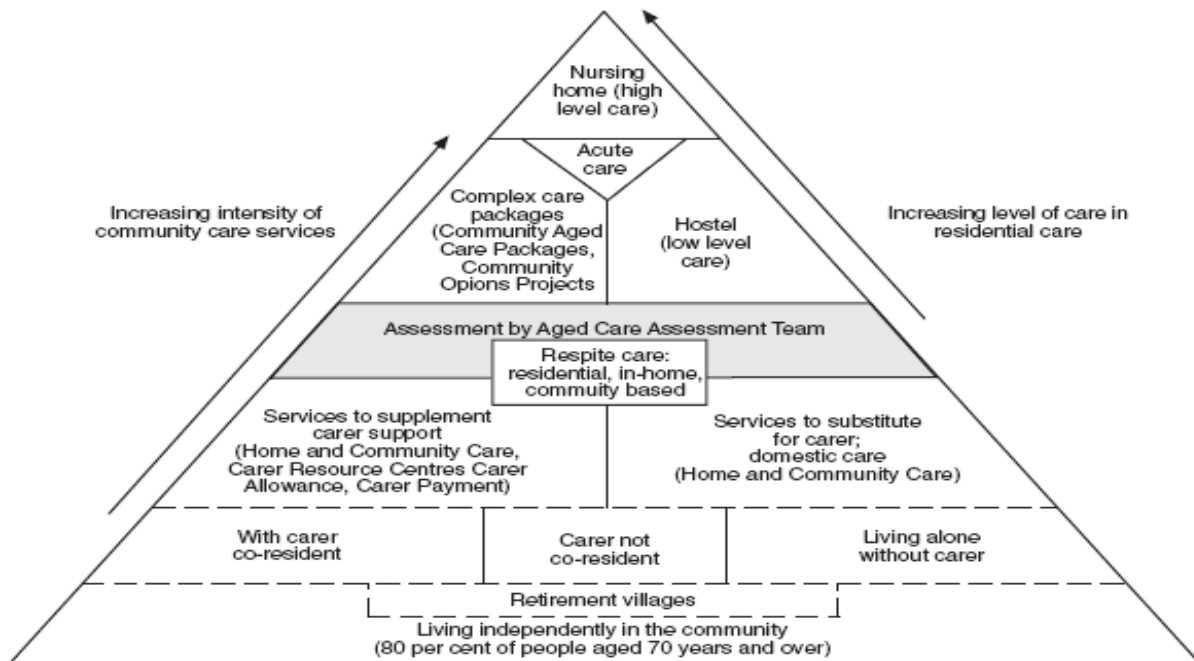 Nursing
home (high
level care)
Acute
care
Complex care
packages
(Community Aged
Care Packages,
Community
Opions Projects
Hostel
(low level
care)
Increasing intensity of
community care services
Increasing level of care in
residential care
Assessment by Aged Care Assessment Team
Respite care:
residential, in-home,
commuity based
Services to supplement
carer support
(Home and Community Care,
Carer Resource Centres Carer
Allowance, Carer Payment)
Services to substitute
for carer;
domestic care
(Home and Community Care)
With carer
co-resident
Carer not
co-resident
Living alone
without carer
Retirement villages
Living independently in the community
(80 per cent of people aged 70 years and over)